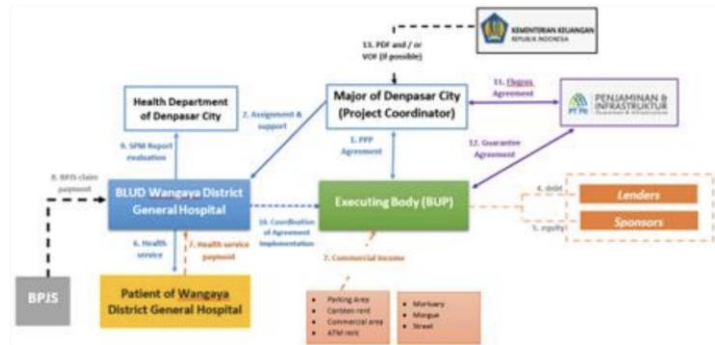 KEMENTERIAN KEUANGAN
REPUBLIK INDONESIA
13. PDF and / or
VOF (if possible)
Health Department
of Denpasar City
2. Assignment &
support
Major of Denpasar City
(Project Coordinator)
11. Regres
Agreement
PENJAMINAN &
INFRASTRUKTUR
PT PII
9. SPM Report
evaluation
1. PPP
Agreement
12. Guarantee
Agreement
8. BPJS claim
payment
BLUD Wangaya District
General Hospital
Executing Body (BUP)
4. debt
Lenders
Sponsors
5. equity
10. Coordination
of Agreement
Implementation
6. Health
service
7. Health service
payment
7. Commercial Income
BPJS
Patient of Wangaya
District General Hospital
• Parking Area
• Canteen rent
• Commercial area
• ATM rent
• Mortuary
• Morgue
• Street